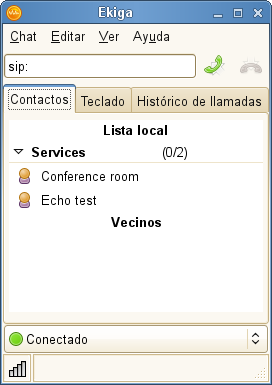 Ekiga
Chat Editar Ver Ayuda
sip:
Contactos Teclado Histórico de llamadas
Lista local
Services (0/2)
Conference room
Echo test
Vecinos
Conectado